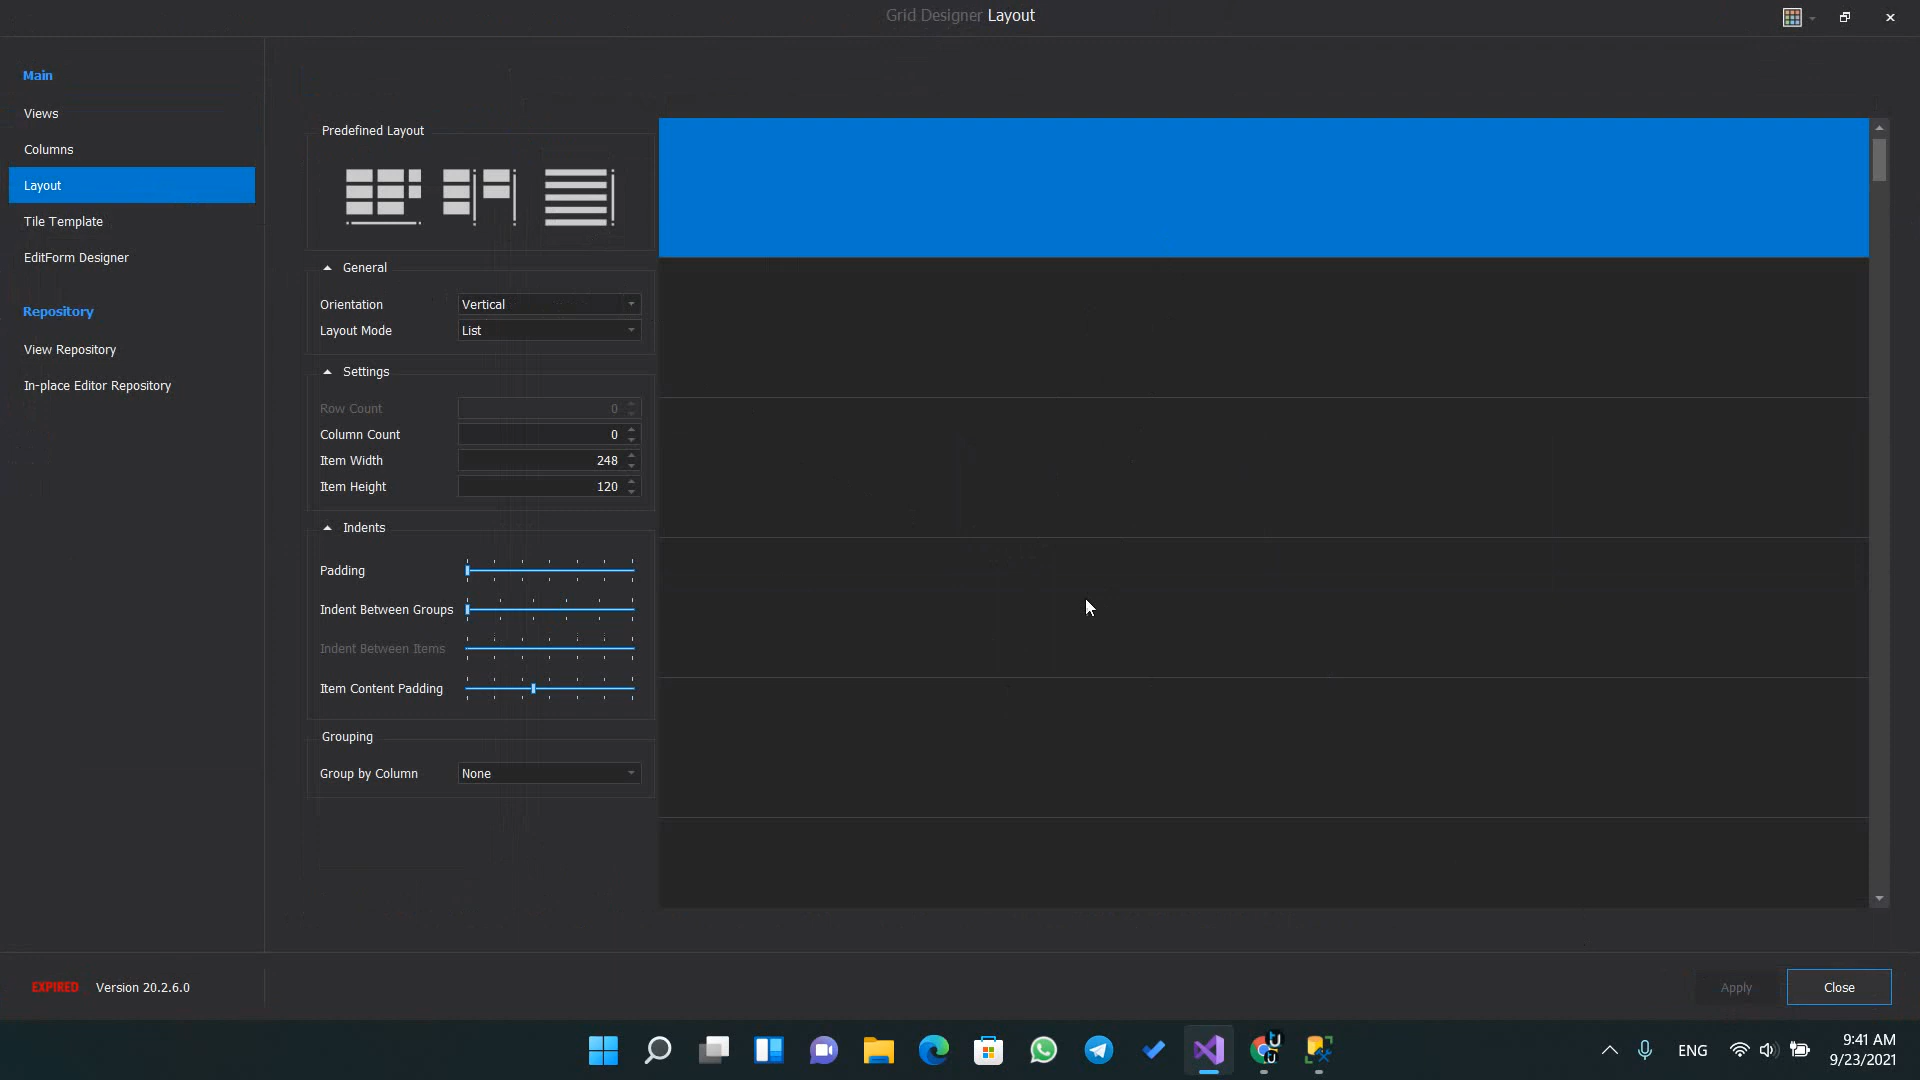 Grid Designer Layout
Main
Views
Columns
Layout
Tile Template
EditForm Designer
Repository
View Repository
In-place Editor Repository
Predefined Layout
General
Orientation Vertical
Layout Mode List
Settings
Row Count 0
Column Count 0
Item Width 248
Item Height 120
Indents
Padding
Indent Between Groups
Indent Between Items
Item Content Padding
Grouping
Group by Column None
EXPIRED Version 20.2.6.0
Apply Close
ENG
9:41 AM
9/23/2021